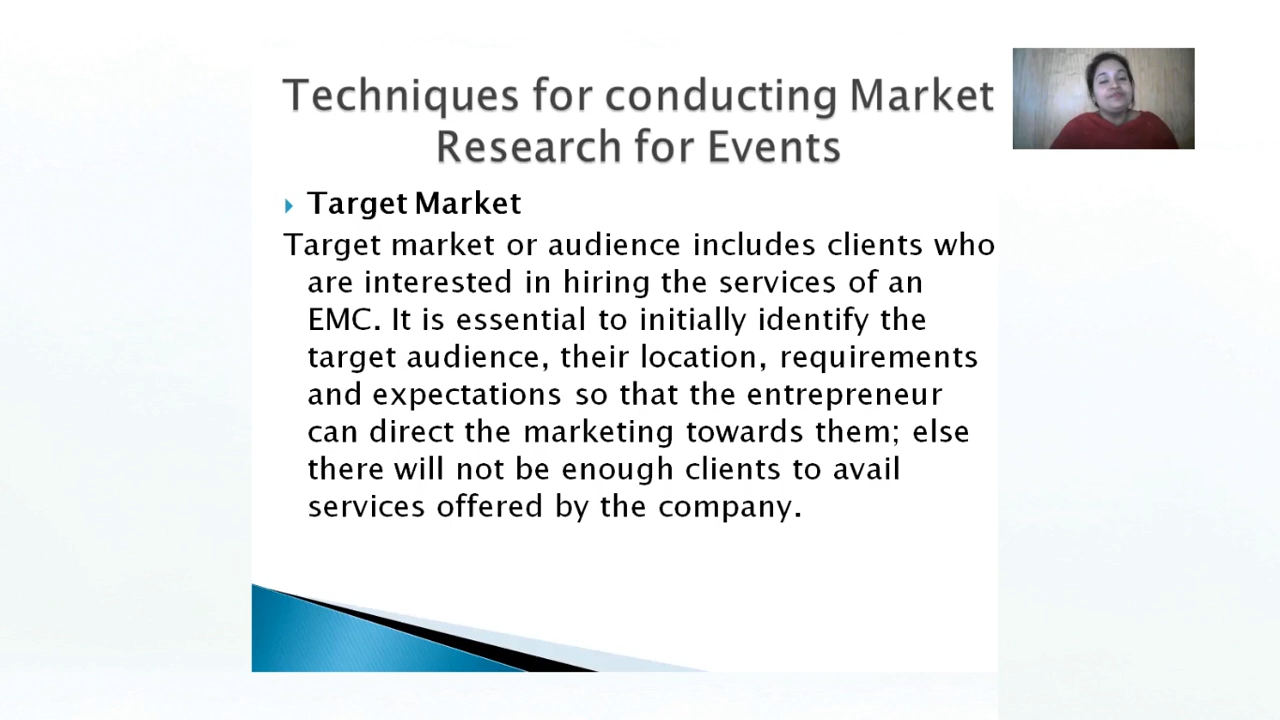 Techniques for conducting Market
Research for Events
Target Market
Target market or audience includes clients who
are interested in hiring the services of an
EMC. It is essential to initially identify the
target audience, their location, requirements
and expectations so that the entrepreneur
can direct the marketing towards them; else
there will not be enough clients to avail
services offered by the company.